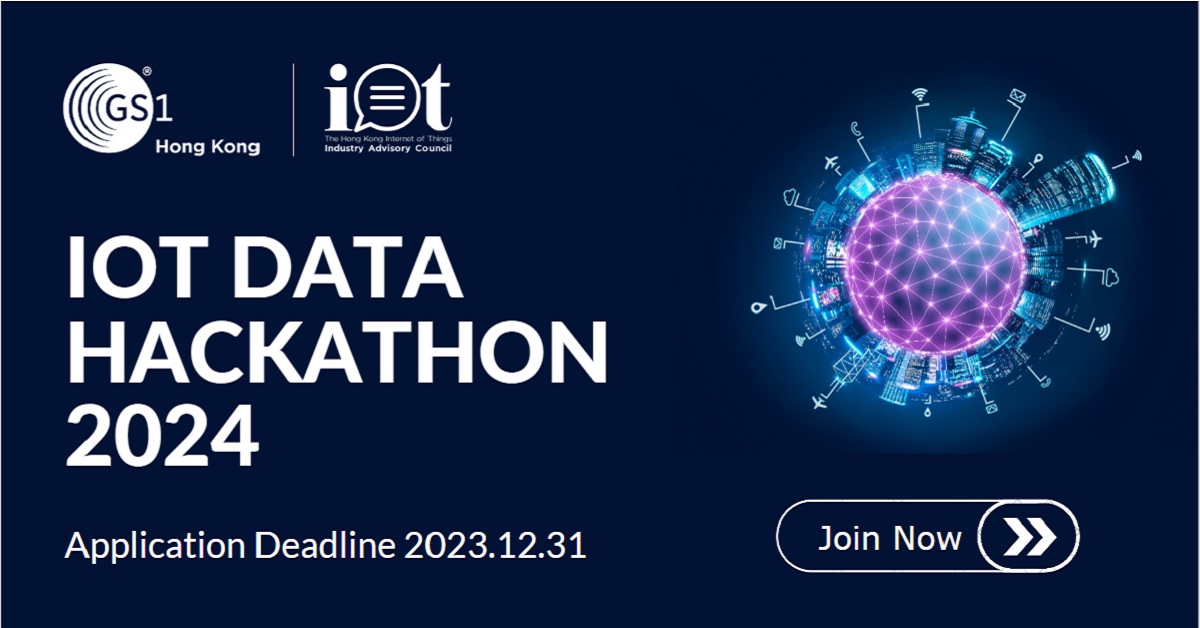 GS1®
Hong Kong
iot
The Hong Kong Internet of Things
Industry Advisory Council
IOT DATA
HACKATHON
2024
Application Deadline 2023.12.31
Join Now